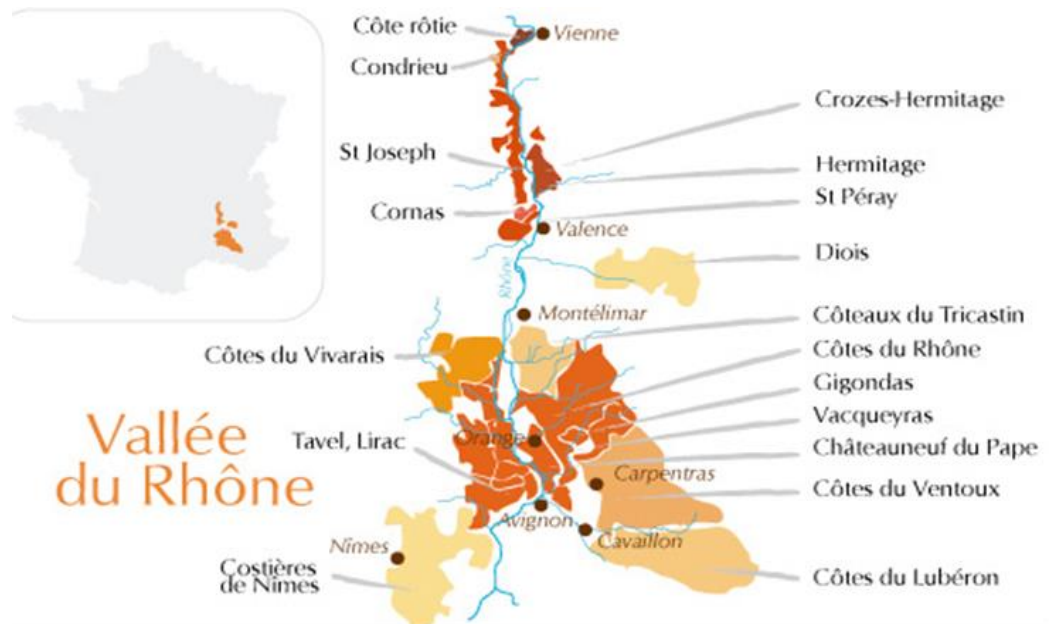 Côte rôtie
Vienne
Condrieu
Crozes-Hermitage
St Joseph
Hermitage
St Péray
Cornas
Valence
Diois
Rhône
Montélimar
Côteaux du Tricastin
Côtes du Vivarais
Côtes du Rhône
Gigondas
Vacqueyras
Vallée
du Rhône
Tavel, Lirac
Orange
Châteauneuf du Pape
Carpentras
Côtes du Ventoux
Avignon
Cavaillon
Nîmes
Costières
de Nîmes
Côtes du Lubéron